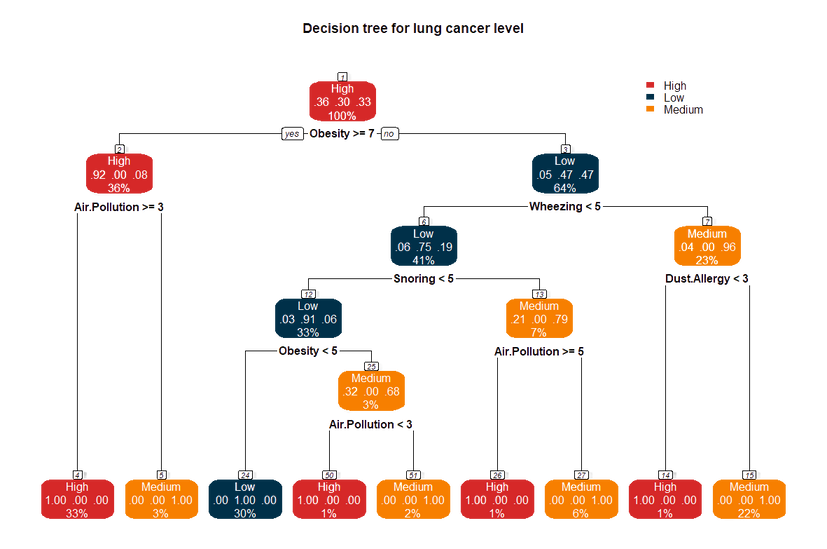 Decision tree for lung cancer level
1
High
.36 .30 .33
100%
High
Low
Medium
yes Obesity >= 7 no
2
High
.92 .00 .08
36%
3
Low
.05 .47 .47
64%
Air.Pollution >= 3
Wheezing < 5
6
Low
.06 .75 .19
41%
7
Medium
.04 .00 .96
23%
Snoring < 5
Dust.Allergy < 3
12
Low
.03 .91 .06
33%
13
Medium
.21 .00 .79
7%
Obesity < 5
Air.Pollution >= 5
25
Medium
.32 .00 .68
3%
Air.Pollution < 3
4
High
1.00 .00 .00
33%
5
Medium
.00 .00 1.00
3%
24
Low
.00 1.00 .00
30%
50
High
1.00 .00 .00
1%
51
Medium
.00 .00 1.00
2%
26
High
1.00 .00 .00
1%
27
Medium
.00 .00 1.00
6%
14
High
1.00 .00 .00
1%
15
Medium
.00 .00 1.00
22%